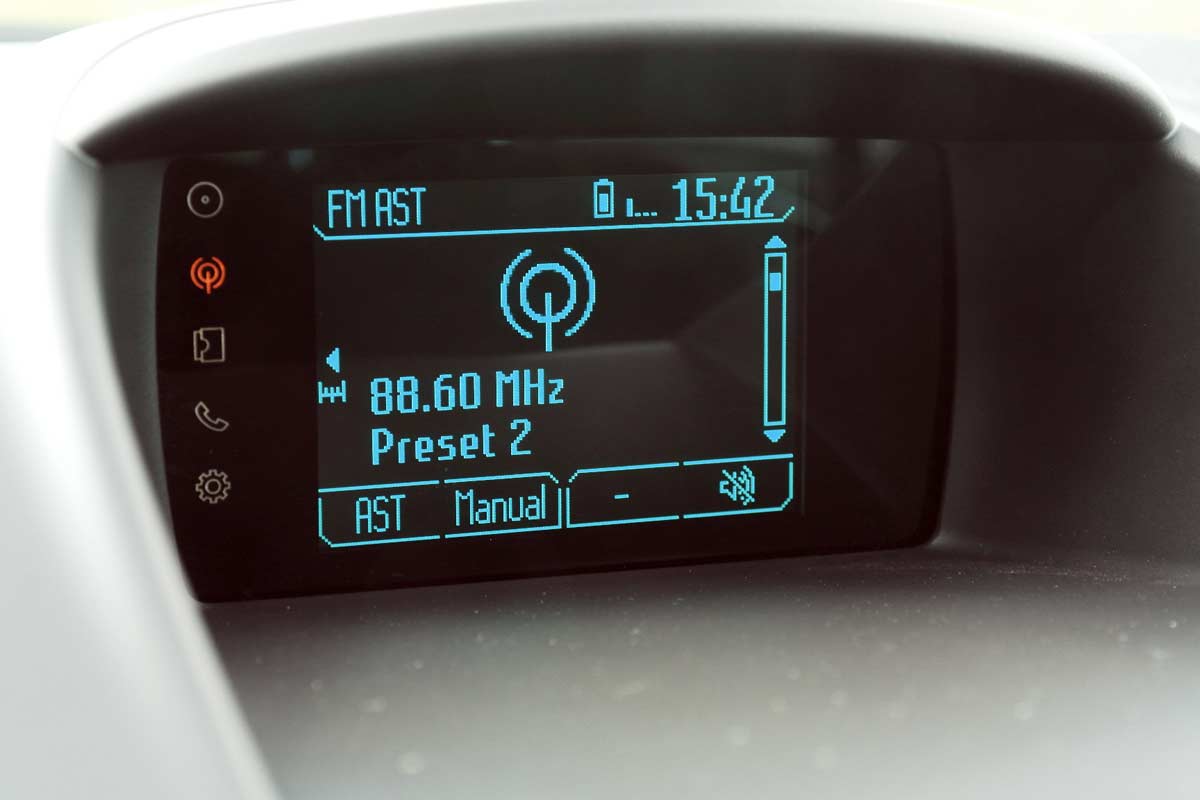 FM AST 15:42
88.60 MHz
Preset 2
AST Manual -